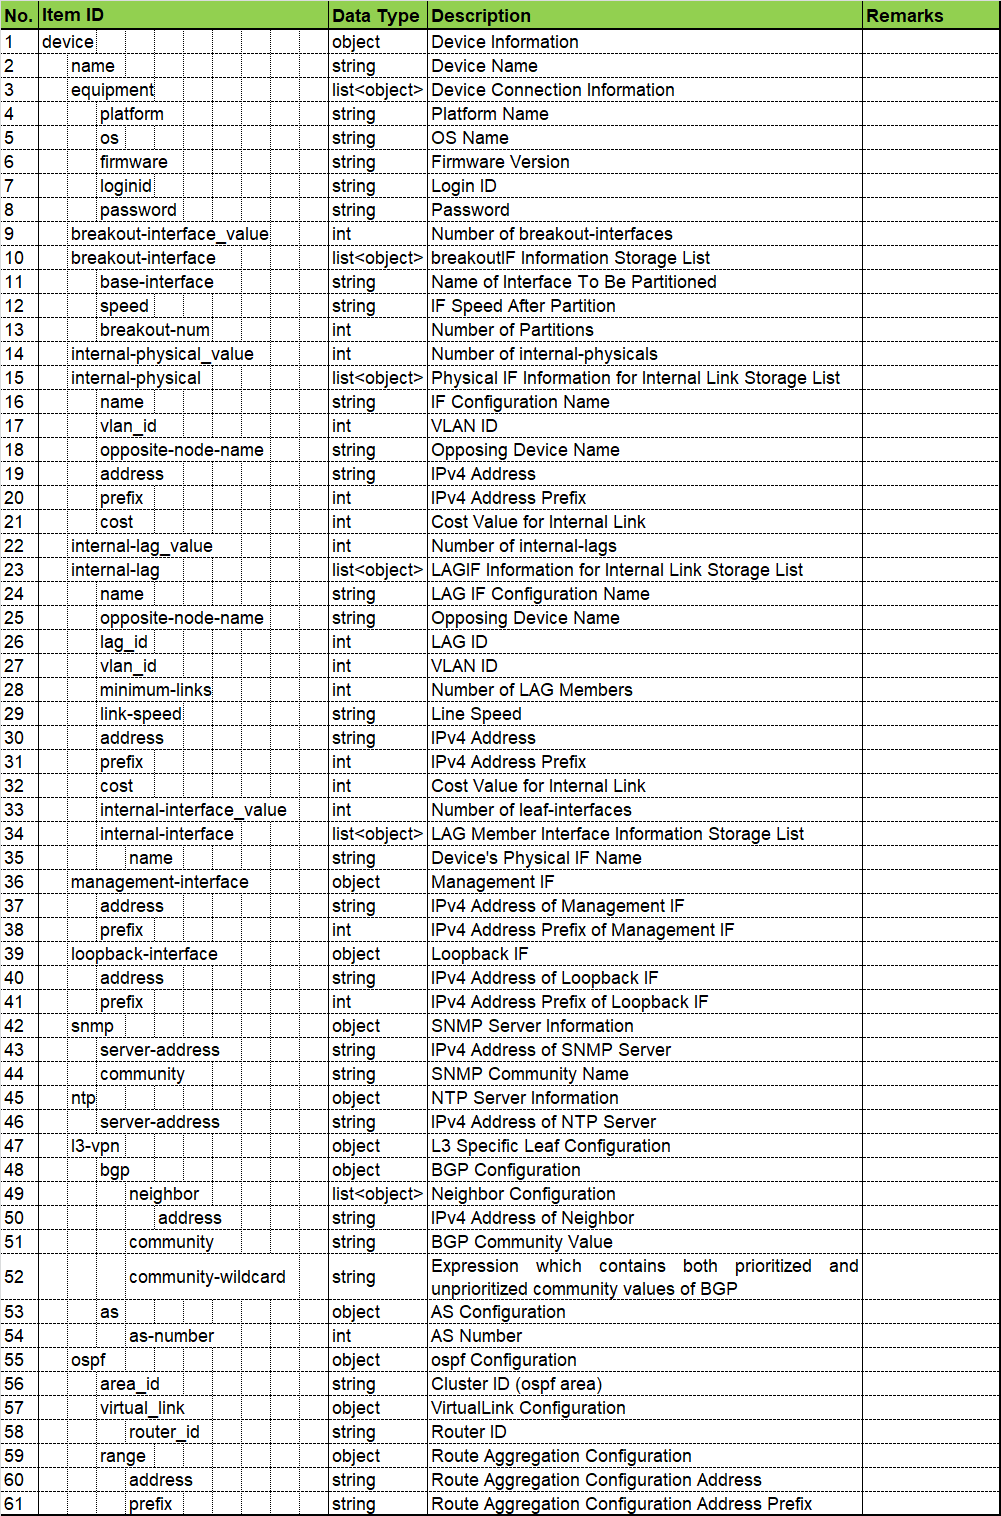 No. Item ID Data Type Description Remarks
1 device object Device Information
2 name string Device Name
3 equipment list<object> Device Connection Information
4 platform string Platform Name
5 os string OS Name
6 firmware string Firmware Version
7 loginid string Login ID
8 password string Password
9 breakout-interface_value int Number of breakout-interfaces
10 breakout-interface list<object> breakoutIF Information Storage List
11 base-interface string Name of Interface To Be Partitioned
12 speed string IF Speed After Partition
13 breakout-num int Number of Partitions
14 internal-physical_value int Number of internal-physicals
15 internal-physical list<object> Physical IF Information for Internal Link Storage List
16 name string IF Configuration Name
17 vlan_id int VLAN ID
18 opposite-node-name string Opposing Device Name
19 address string IPv4 Address
20 prefix int IPv4 Address Prefix
21 cost int Cost Value for Internal Link
22 internal-lag_value int Number of internal-lags
23 internal-lag list<object> LAGIF Information for Internal Link Storage List
24 name string LAG IF Configuration Name
25 opposite-node-name string Opposing Device Name
26 lag_id int LAG ID
27 vlan_id int VLAN ID
28 minimum-links int Number of LAG Members
29 link-speed string Line Speed
30 address string IPv4 Address
31 prefix int IPv4 Address Prefix
32 cost int Cost Value for Internal Link
33 internal-interface_value int Number of leaf-interfaces
34 internal-interface list<object> LAG Member Interface Information Storage List
35 name string Device's Physical IF Name
36 management-interface object Management IF
37 address string IPv4 Address of Management IF
38 prefix int IPv4 Address Prefix of Management IF
39 loopback-interface object Loopback IF
40 address string IPv4 Address of Loopback IF
41 prefix int IPv4 Address Prefix of Loopback IF
42 snmp object SNMP Server Information
43 server-address string IPv4 Address of SNMP Server
44 community string SNMP Community Name
45 ntp object NTP Server Information
46 server-address string IPv4 Address of NTP Server
47 l3-vpn object L3 Specific Leaf Configuration
48 bgp object BGP Configuration
49 neighbor list<object> Neighbor Configuration
50 address string IPv4 Address of Neighbor
51 community string BGP Community Value
52 community-wildcard string Expression which contains both prioritized and
unprioritized community values of BGP
53 as object AS Configuration
54 as-number int AS Number
55 ospf object ospf Configuration
56 area_id string Cluster ID (ospf area)
57 virtual_link object VirtualLink Configuration
58 router_id string Router ID
59 range object Route Aggregation Configuration
60 address string Route Aggregation Configuration Address
61 prefix string Route Aggregation Configuration Address Prefix